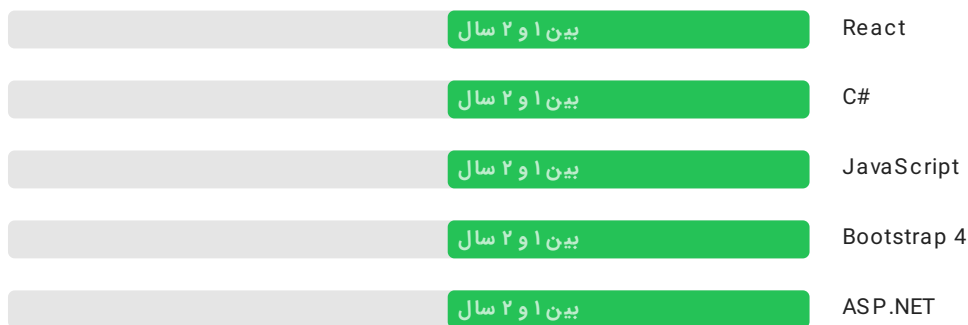 React
بین ۱ و ۲ سال
C#
بین ۱ و ۲ سال
JavaScript
بین ۱ و ۲ سال
Bootstrap 4
بین ۱ و ۲ سال
ASP.NET
بین ۱ و ۲ سال